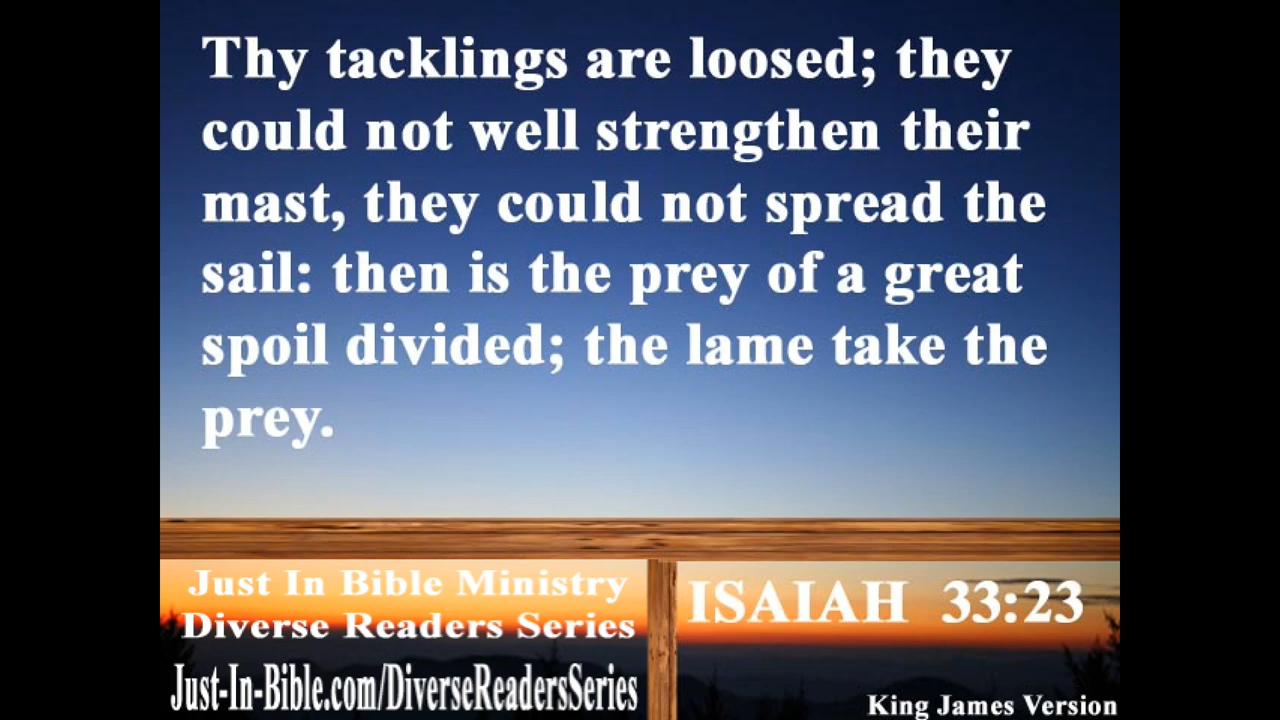 Thy tacklings are loosed; they
could not well strengthen their
mast, they could not spread the
sail: then is the prey of a great
spoil divided; the lame take the
prey.
Just In Bible Ministry
Diverse Readers Series
Just-In-Bible.com/DiverseReadersSeries
ISAIAH 33:23
King James Version